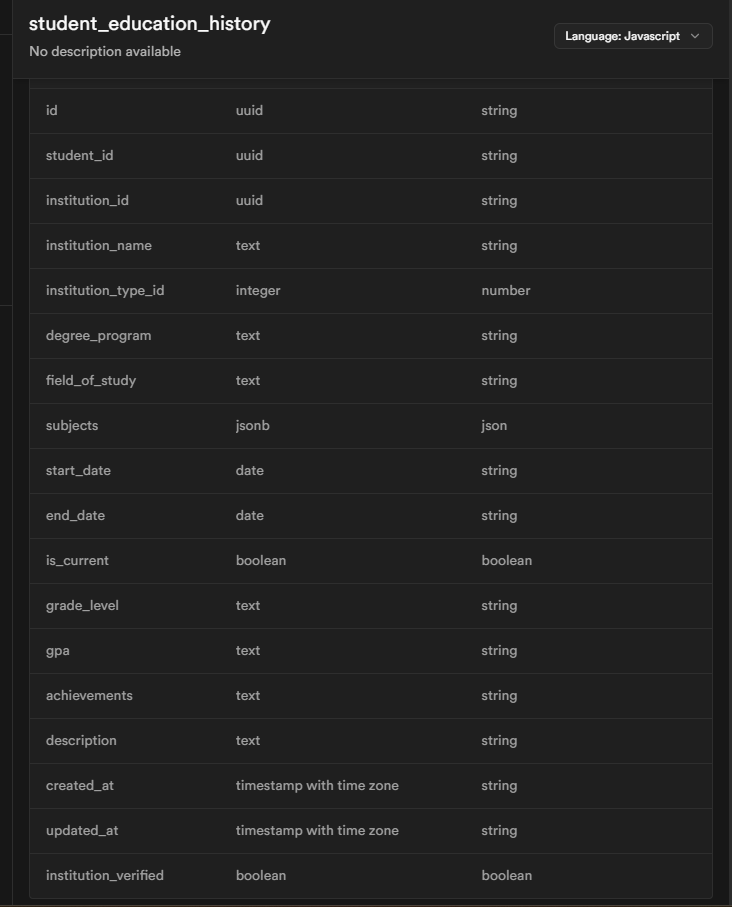 student_education_history
No description available
Language: Javascript
id uuid string
student_id uuid string
institution_id uuid string
institution_name text string
institution_type_id integer number
degree_program text string
field_of_study text string
subjects jsonb json
start_date date string
end_date date string
is_current boolean boolean
grade_level text string
gpa text string
achievements text string
description text string
created_at timestamp with time zone string
updated_at timestamp with time zone string
institution_verified boolean boolean